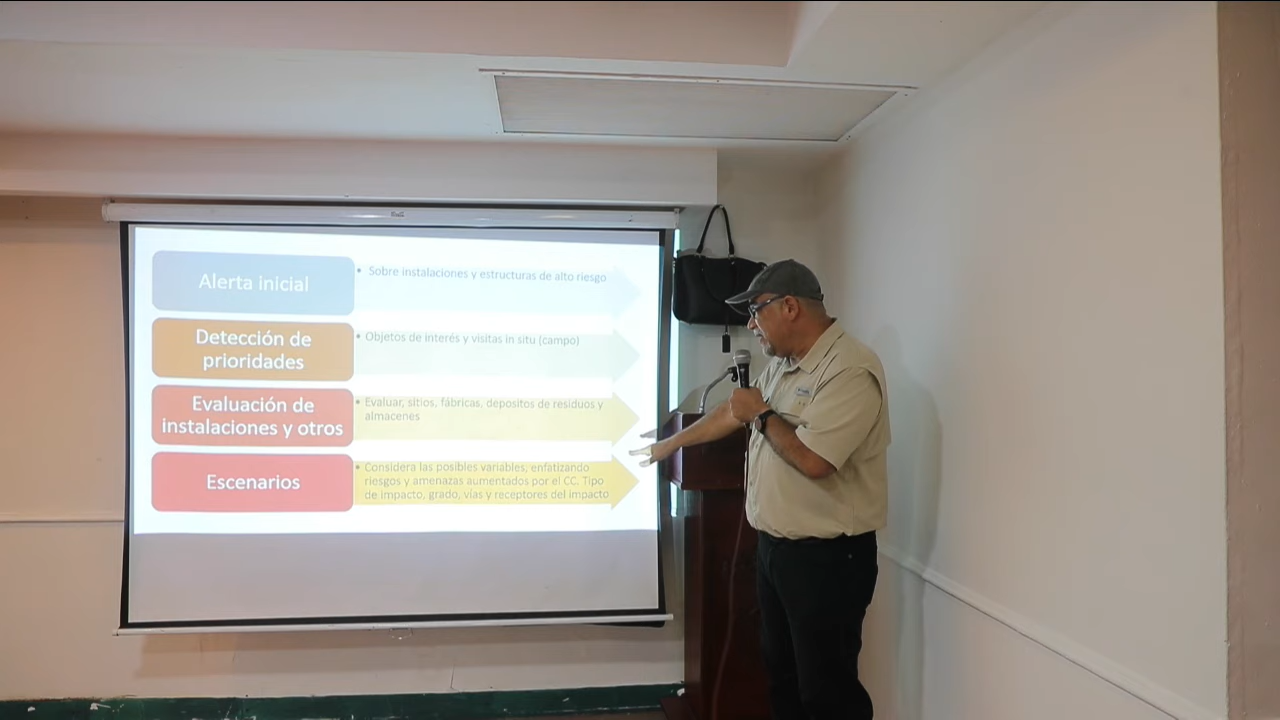 Alerta inicial
• Sobre instalaciones y estructuras de alto riesgo
Detección de
prioridades
• Objetos de interés y visitas in situ (campo)
Evaluación de
instalaciones y otros
• Evaluar, sitios, fábricas, depositos de residuos y
almacenes
Escenarios
• Considera las posibles variables, enfatizando
riesgos y amenazas aumentados por el CC. Tipo
de impacto, grado, vías y receptores del impacto